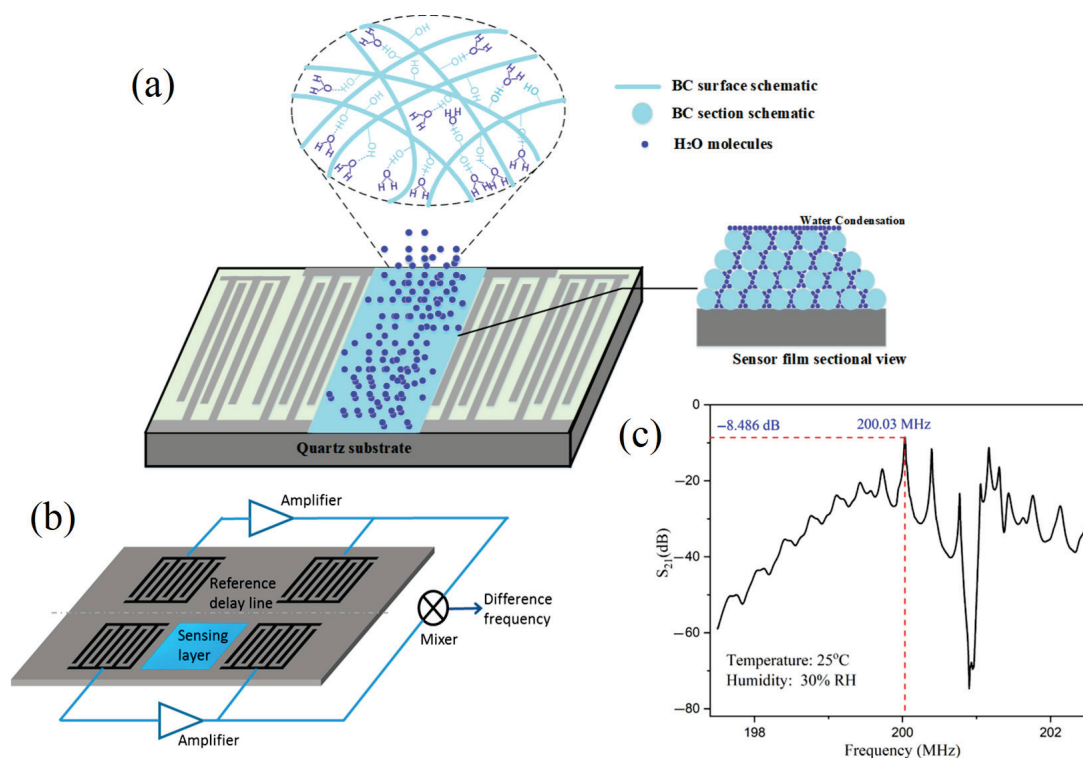 (a)
BC surface schematic
BC section schematic
H₂O molecules
Water Condensation
Sensor film sectional view
Quartz substrate
(b)
Amplifier
Reference
delay line
Sensing
layer
Mixer
Difference
frequency
Amplifier
(c)
−8.486 dB
200.03 MHz
0
−20
−40
−60
−80
S₂₁(dB)
Temperature: 25°C
Humidity: 30% RH
198
200
202
Frequency (MHz)